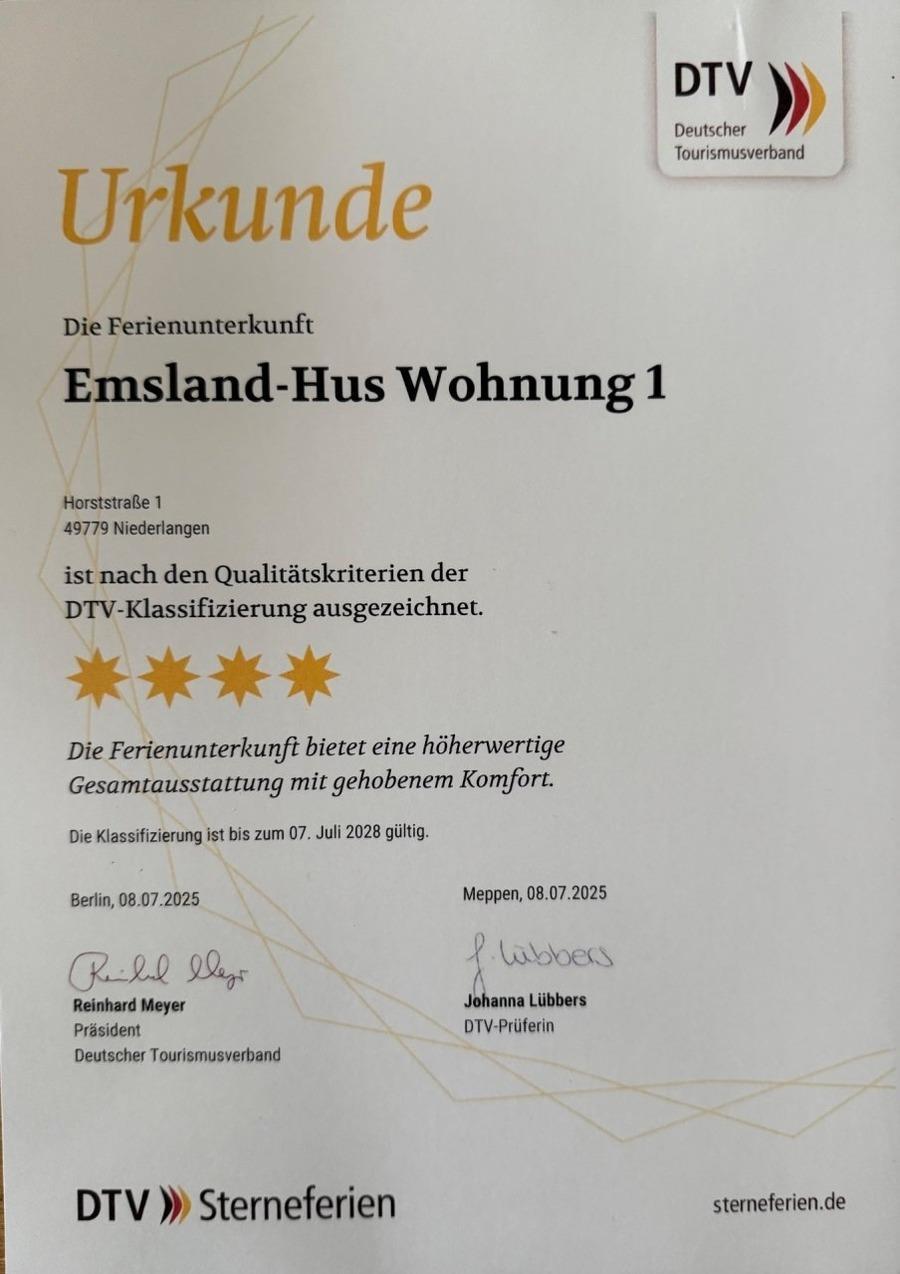 DTV
Deutscher
Tourismusverband
Urkunde
Die Ferienunterkunft
Emsland-Hus Wohnung 1
Horststraße 1
49779 Niederlangen
ist nach den Qualitätskriterien der
DTV-Klassifizierung ausgezeichnet.
Die Ferienunterkunft bietet eine höherwertige
Gesamtausstattung mit gehobenem Komfort.
Die Klassifizierung ist bis zum 07. Juli 2028 gültig.
Berlin, 08.07.2025
Reinhard Meyer
Reinhard Meyer
Präsident
Deutscher Tourismusverband
Meppen, 08.07.2025
J. Lübbers
Johanna Lübbers
DTV-Prüferin
DTV Sterneferien
sterneferien.de